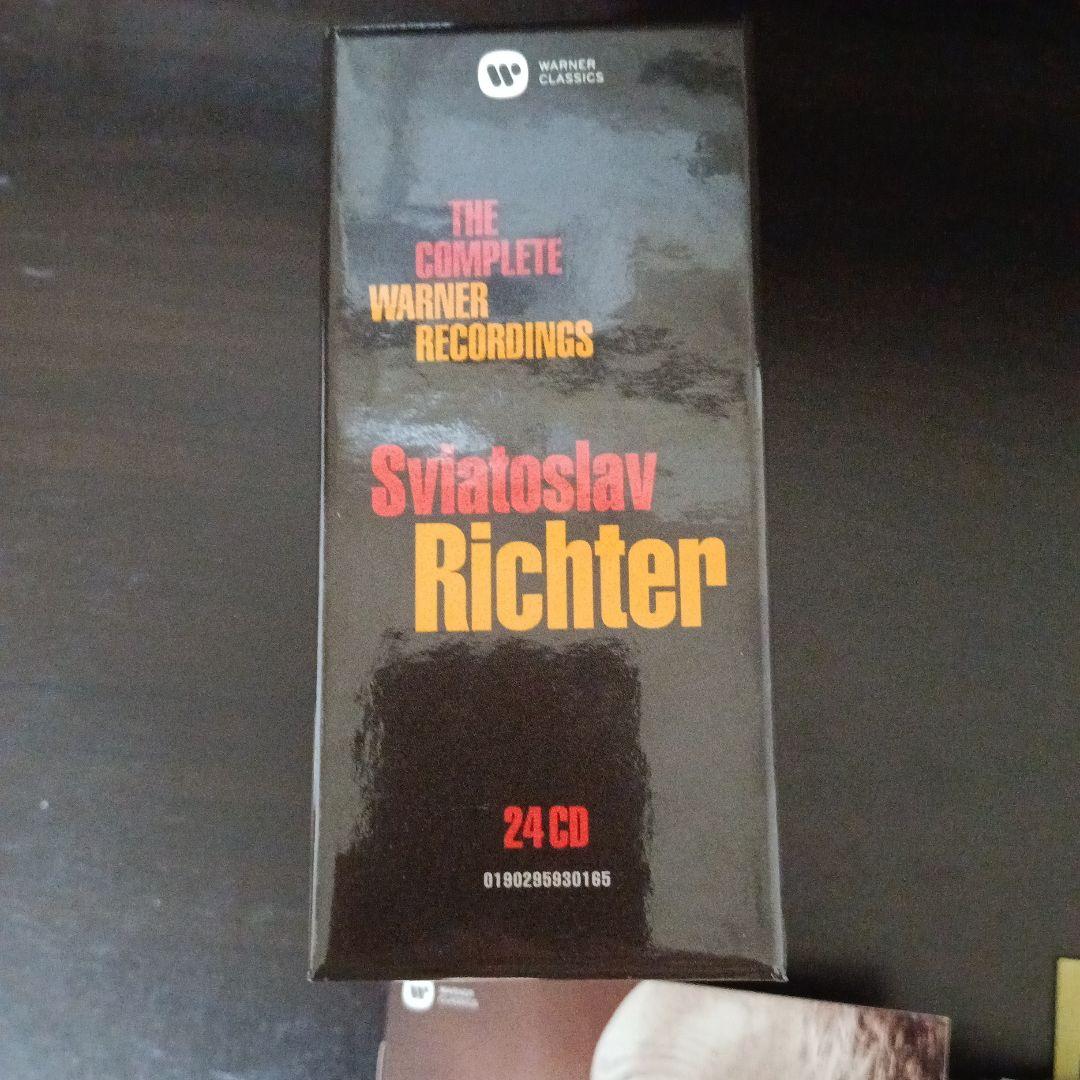 WARNER
CLASSICS
THE
COMPLETE
WARNER
RECORDINGS
Sviatoslav
Richter
24 CD
0190295930165